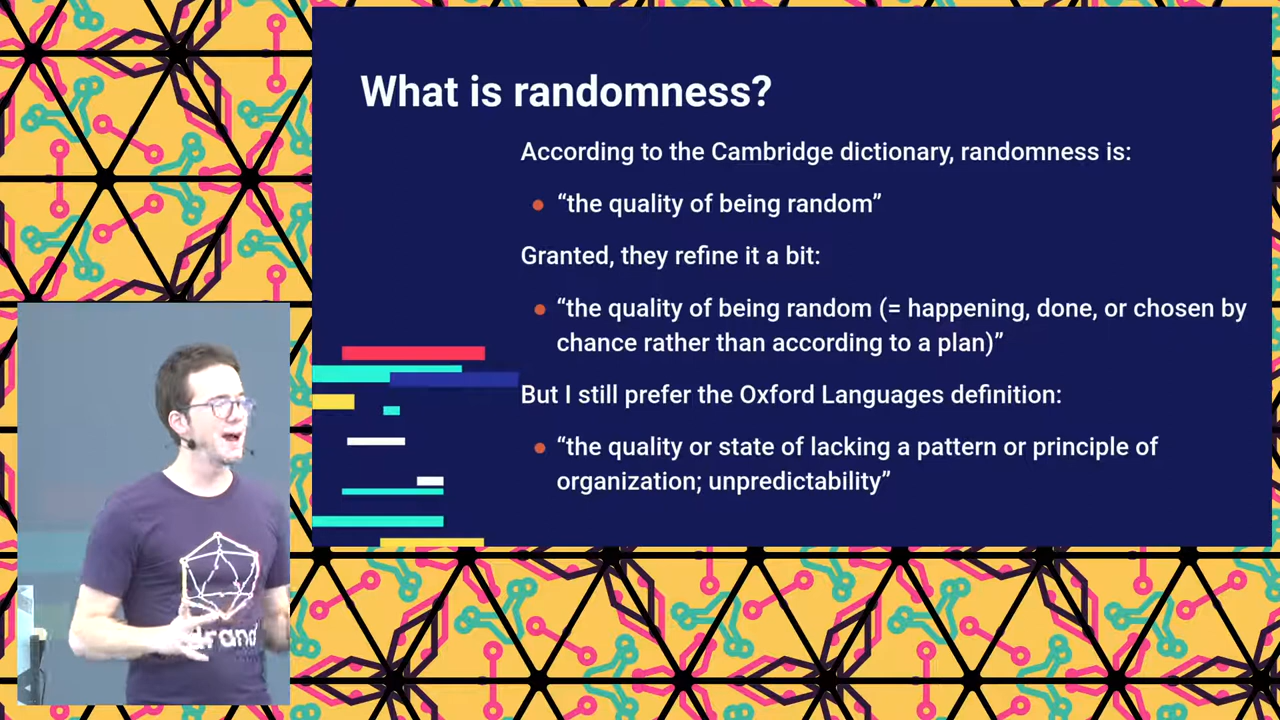 What is randomness?
According to the Cambridge dictionary, randomness is:
“the quality of being random”
Granted, they refine it a bit:
“the quality of being random (= happening, done, or chosen by
chance rather than according to a plan)”
But I still prefer the Oxford Languages definition:
“the quality or state of lacking a pattern or principle of
organization; unpredictability”
drand